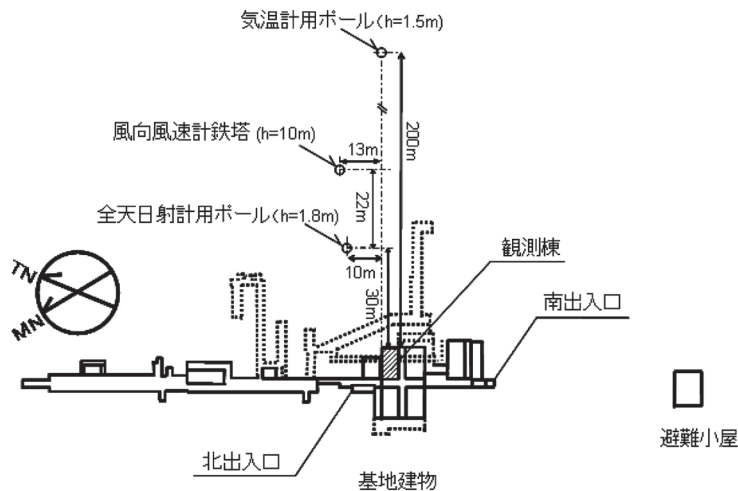 気温計用ポール(h=1.5m)
200m
風向風速計鉄塔 (h=10m)
13m
22m
全天日射計用ポール(h=1.8m)
10m
30m
観測棟
南出入口
TN
MN
北出入口
基地建物
避難小屋